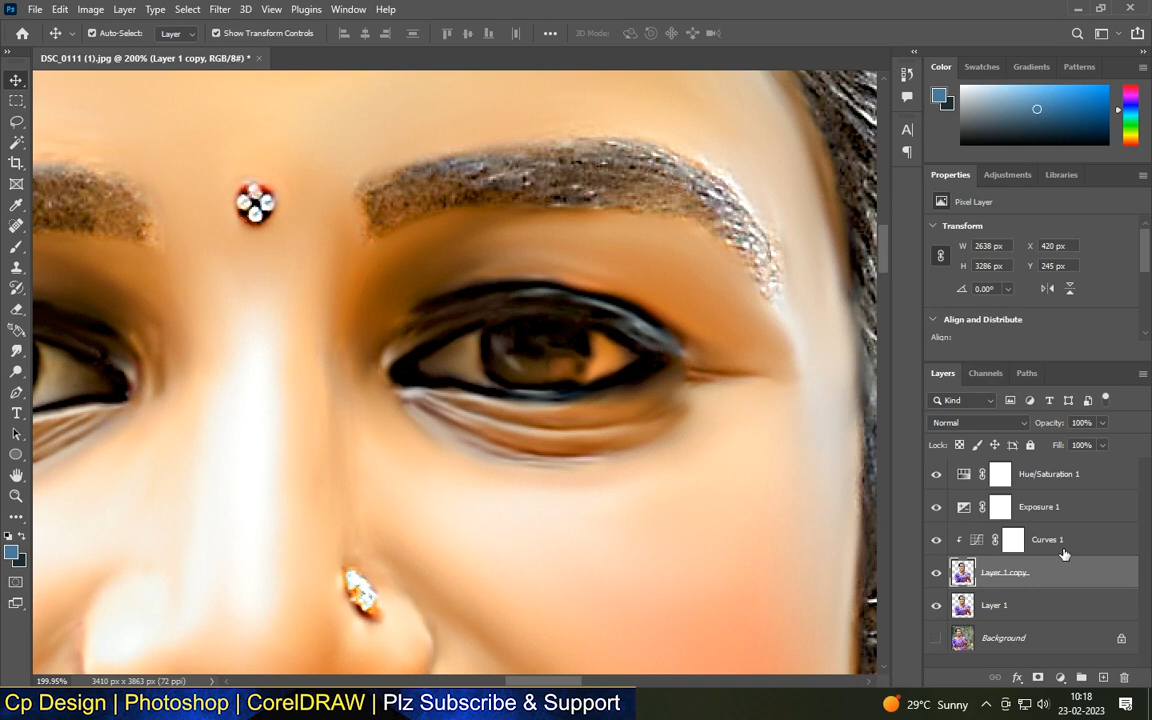 Ps File Edit Image Layer Type Select Filter 3D View Plugins Window Help
Auto-Select: Layer Show Transform Controls 3D Mode:
DSC_0111 (1).jpg @ 200% (Layer 1 copy, RGB/8#) * ×
Color Swatches Gradients Patterns
Properties Adjustments Libraries
Pixel Layer
Transform
W 2638 px X 420 px
H 3286 px Y 245 px
0.00°
Align and Distribute
Align:
Layers Channels Paths
Kind
Normal Opacity: 100%
Lock: Fill: 100%
Hue/Saturation 1
Exposure 1
Curves 1
Layer 1 copy
Layer 1
Background
199.95% 3410 px x 3863 px (72 ppi)
Cp Design | Photoshop | CorelDRAW | Plz Subscribe & Support
29°C Sunny
10:18
23-02-2023